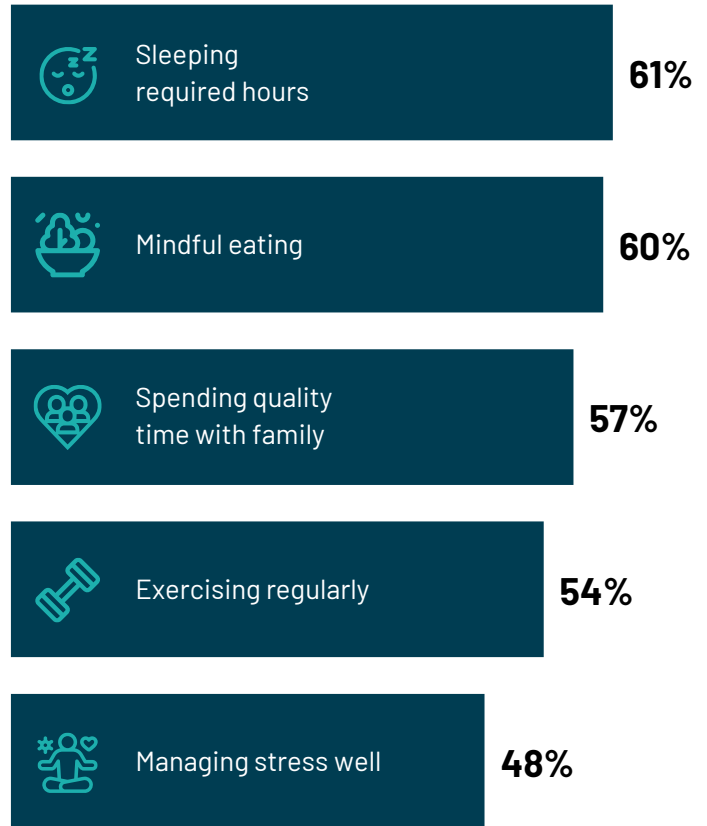 Sleeping
required hours
61%
Mindful eating
60%
Spending quality
time with family
57%
Exercising regularly
54%
Managing stress well
48%